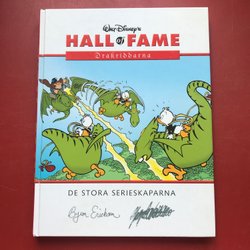 Walt Disney's
HALL OF FAME
Drakriddarna
DE STORA SERIESKAPARNA
Byron Erickson